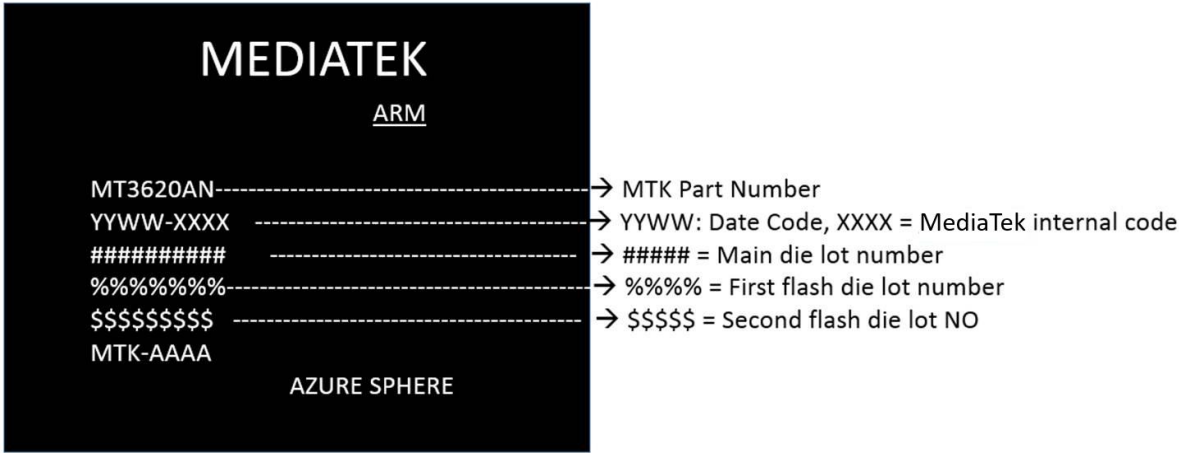 MEDIATEK
ARM
MT3620AN--------------------------------------------→ MTK Part Number
YYWW-XXXX ----------------------------------------→ YYWW: Date Code, XXXX = MediaTek internal code
########## ------------------------------------- → ##### = Main die lot number
%%%%%%%--------------------------------------------→ %%%% = First flash die lot number
$$$$$$$$$ ------------------------------------------ → $$$$$ = Second flash die lot NO
MTK-AAAA
AZURE SPHERE